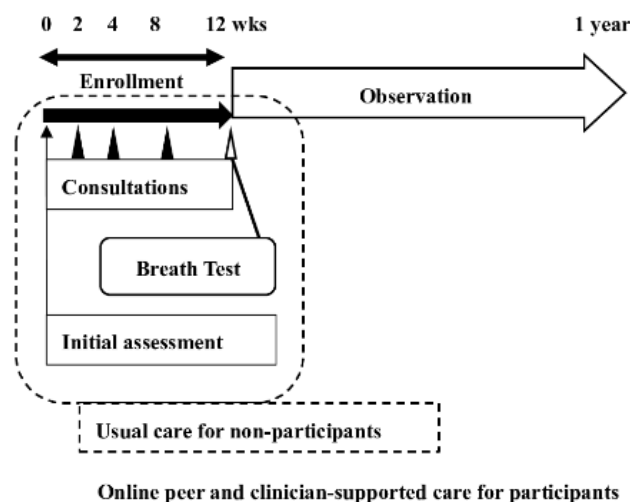 0 2 4 8 12 wks 1 year
Enrollment
Observation
Consultations
Breath Test
Initial assessment
Usual care for non-participants
Online peer and clinician-supported care for participants